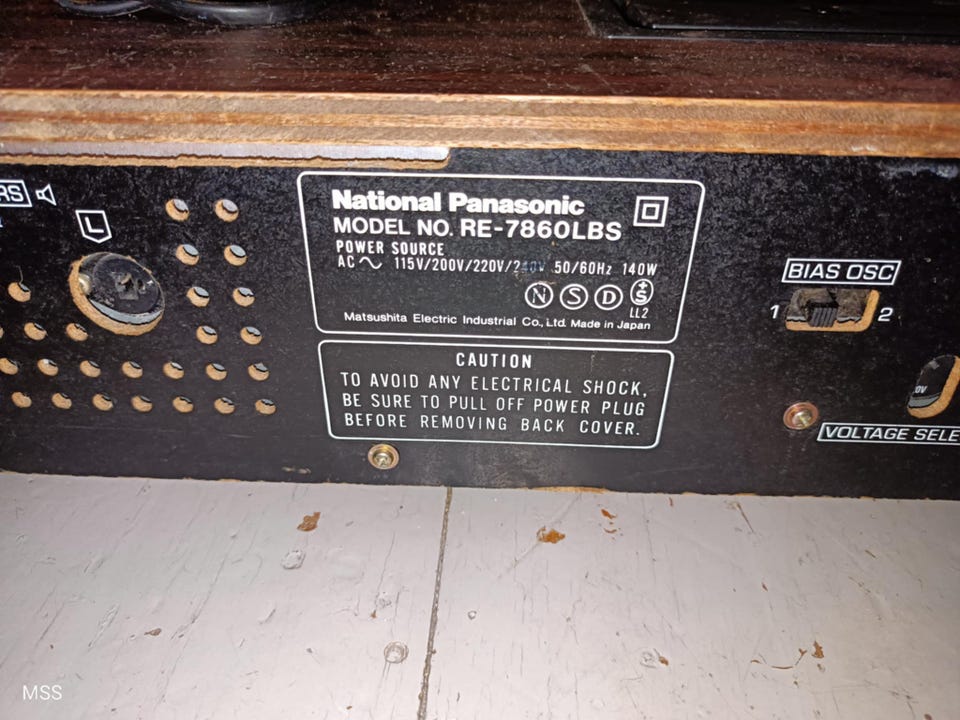 L
National Panasonic
MODEL NO. RE-7860LBS
POWER SOURCE
AC 115V/200V/220V/240V 50/60Hz 140W
N S D +S
LL2
Matsushita Electric Industrial Co., Ltd. Made in Japan
CAUTION
TO AVOID ANY ELECTRICAL SHOCK,
BE SURE TO PULL OFF POWER PLUG
BEFORE REMOVING BACK COVER.
BIAS OSC
1 2
VOLTAGE SELE
MSS